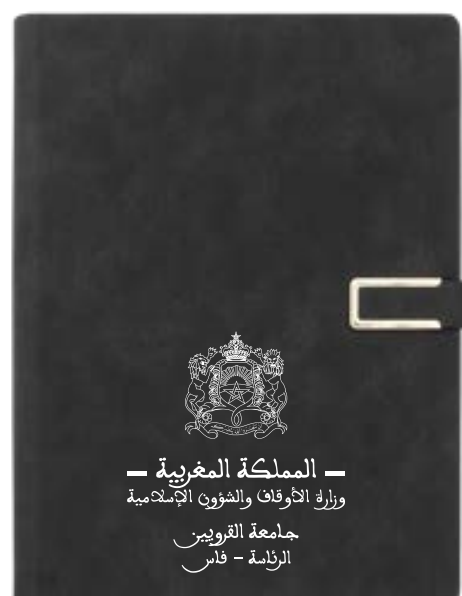 المملكة المغربية
وزارة الأوقاف والشؤون الإسلامية
جامعة القرويين
الرئاسة - فاس